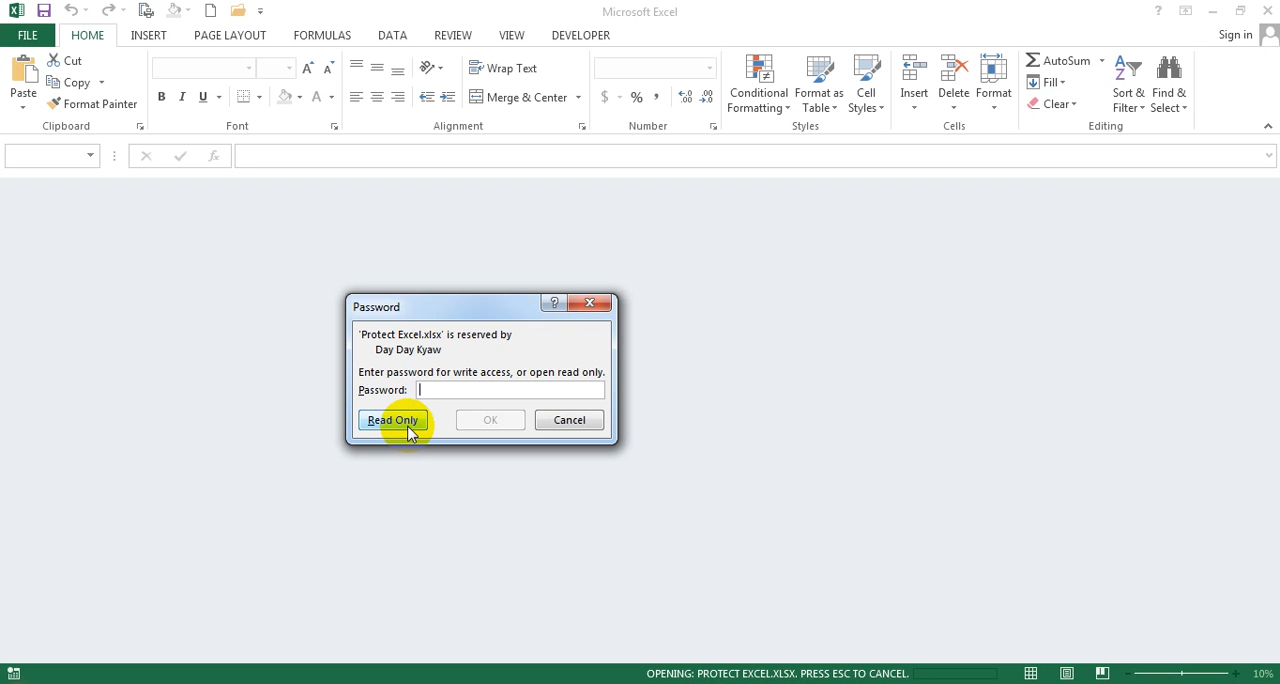 Microsoft Excel
FILE HOME INSERT PAGE LAYOUT FORMULAS DATA REVIEW VIEW DEVELOPER Sign in
Cut
Copy
Format Painter
Paste
Clipboard
B I U A
Font
Wrap Text
Merge & Center
Alignment
$ % ,
Number
Conditional Formatting
Format as Table
Cell Styles
Styles
Insert Delete Format
Cells
AutoSum
Fill
Clear
Sort & Filter
Find & Select
Editing
fx
Password
'Protect Excel.xlsx' is reserved by
Day Day Kyaw
Enter password for write access, or open read only.
Password:
Read Only OK Cancel
OPENING: PROTECT EXCEL.XLSX. PRESS ESC TO CANCEL. 10%